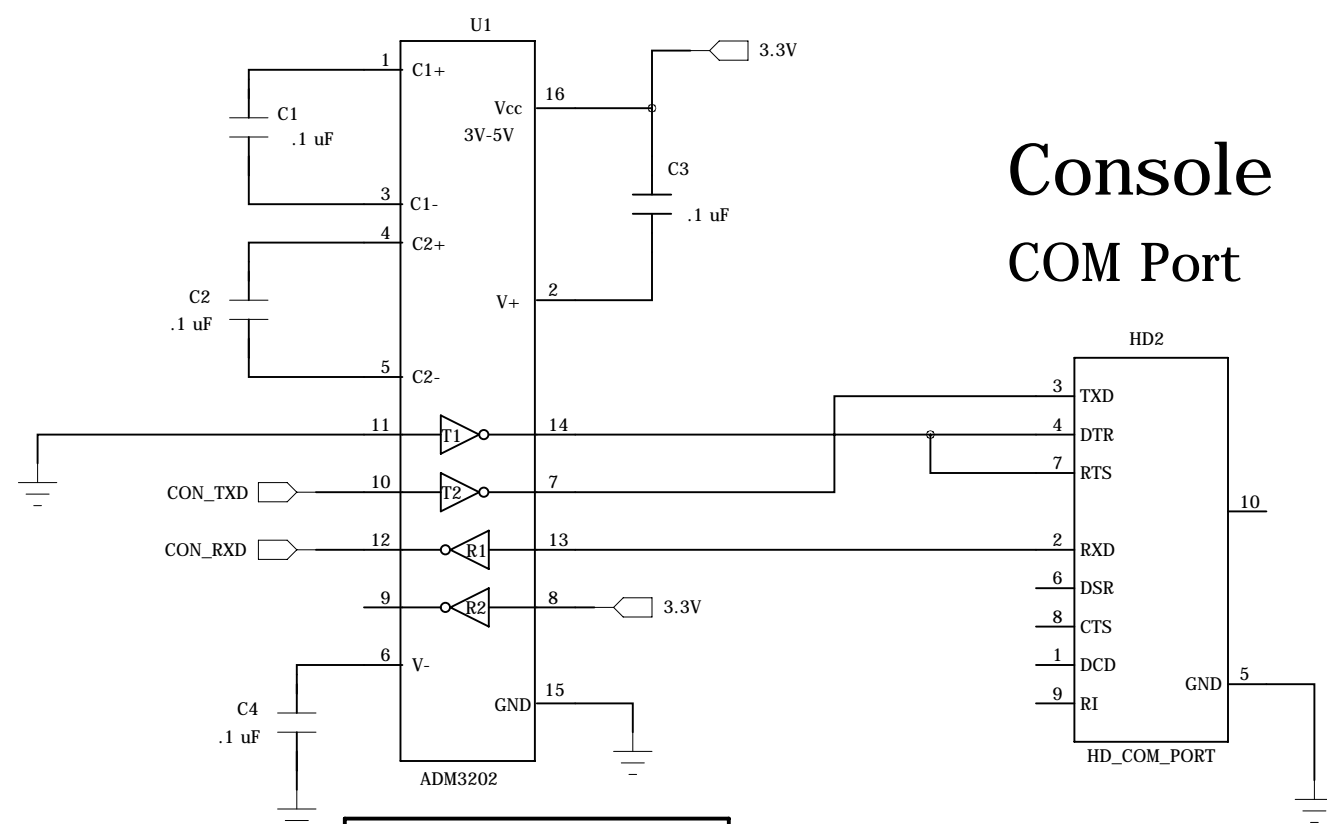 U1
1
C1+
C1
.1 uF
3
C1-
4
C2+
C2
.1 uF
5
C2-
16
Vcc
3V-5V
3.3V
C3
.1 uF
V+
2
Console
COM Port
11
T1
14
CON_TXD
10
T2
7
CON_RXD
12
R1
13
9
R2
8
3.3V
6
V-
C4
.1 uF
GND
15
ADM3202
HD2
3
TXD
4
DTR
7
RTS
10
2
RXD
6
DSR
8
CTS
1
DCD
GND
5
9
RI
HD_COM_PORT